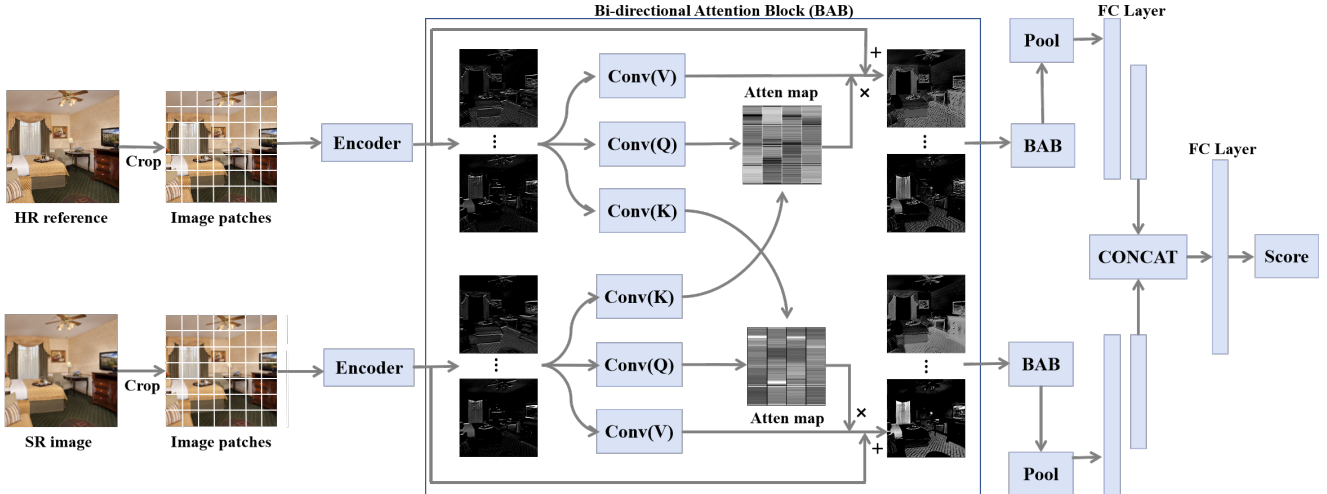 Bi-directional Attention Block (BAB)
FC Layer
Pool
+
Conv(V)
Atten map
×
FC Layer
Encoder
Conv(Q)
BAB
Crop
HR reference
Image patches
Conv(K)
CONCAT
Score
Conv(K)
Encoder
Conv(Q)
BAB
Crop
Atten map
×
SR image
Image patches
Conv(V)
+
Pool